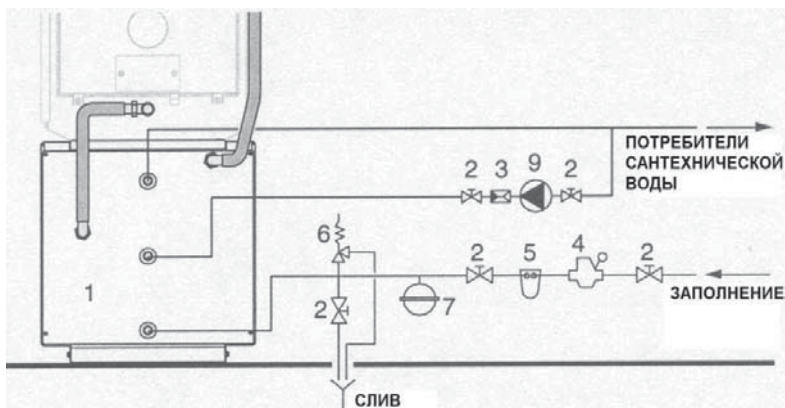 ПОТРЕБИТЕЛИ
САНТЕХНИЧЕСКОЙ
ВОДЫ
2 3 9 2
6
2 5 4 2
1
2
7
ЗАПОЛНЕНИЕ
СЛИВ